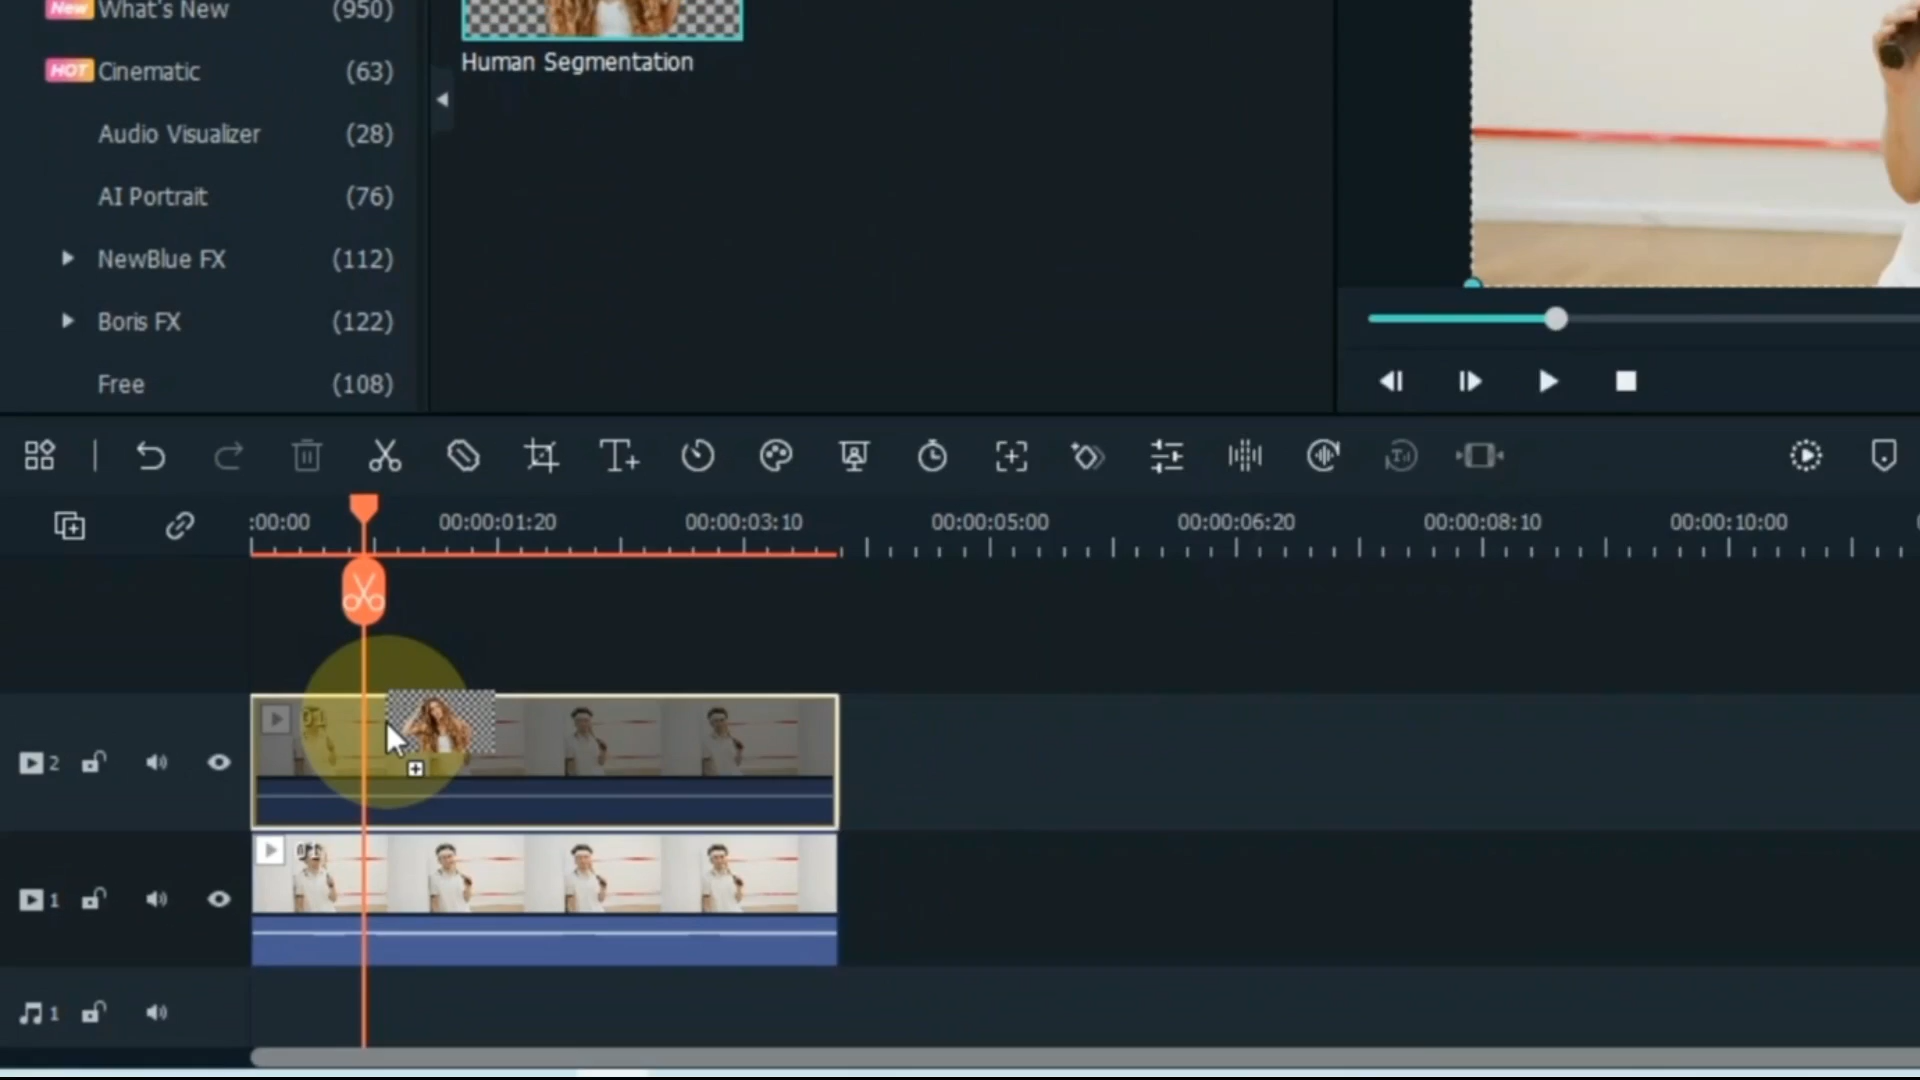 New What's New (950)
Human Segmentation
HOT Cinematic (63)
Audio Visualizer (28)
AI Portrait (76)
NewBlue FX (112)
Boris FX (122)
Free (108)
:00:00 00:00:01:20 00:00:03:10 00:00:05:00 00:00:06:20 00:00:08:10 00:00:10:00
01
2
01
1
1